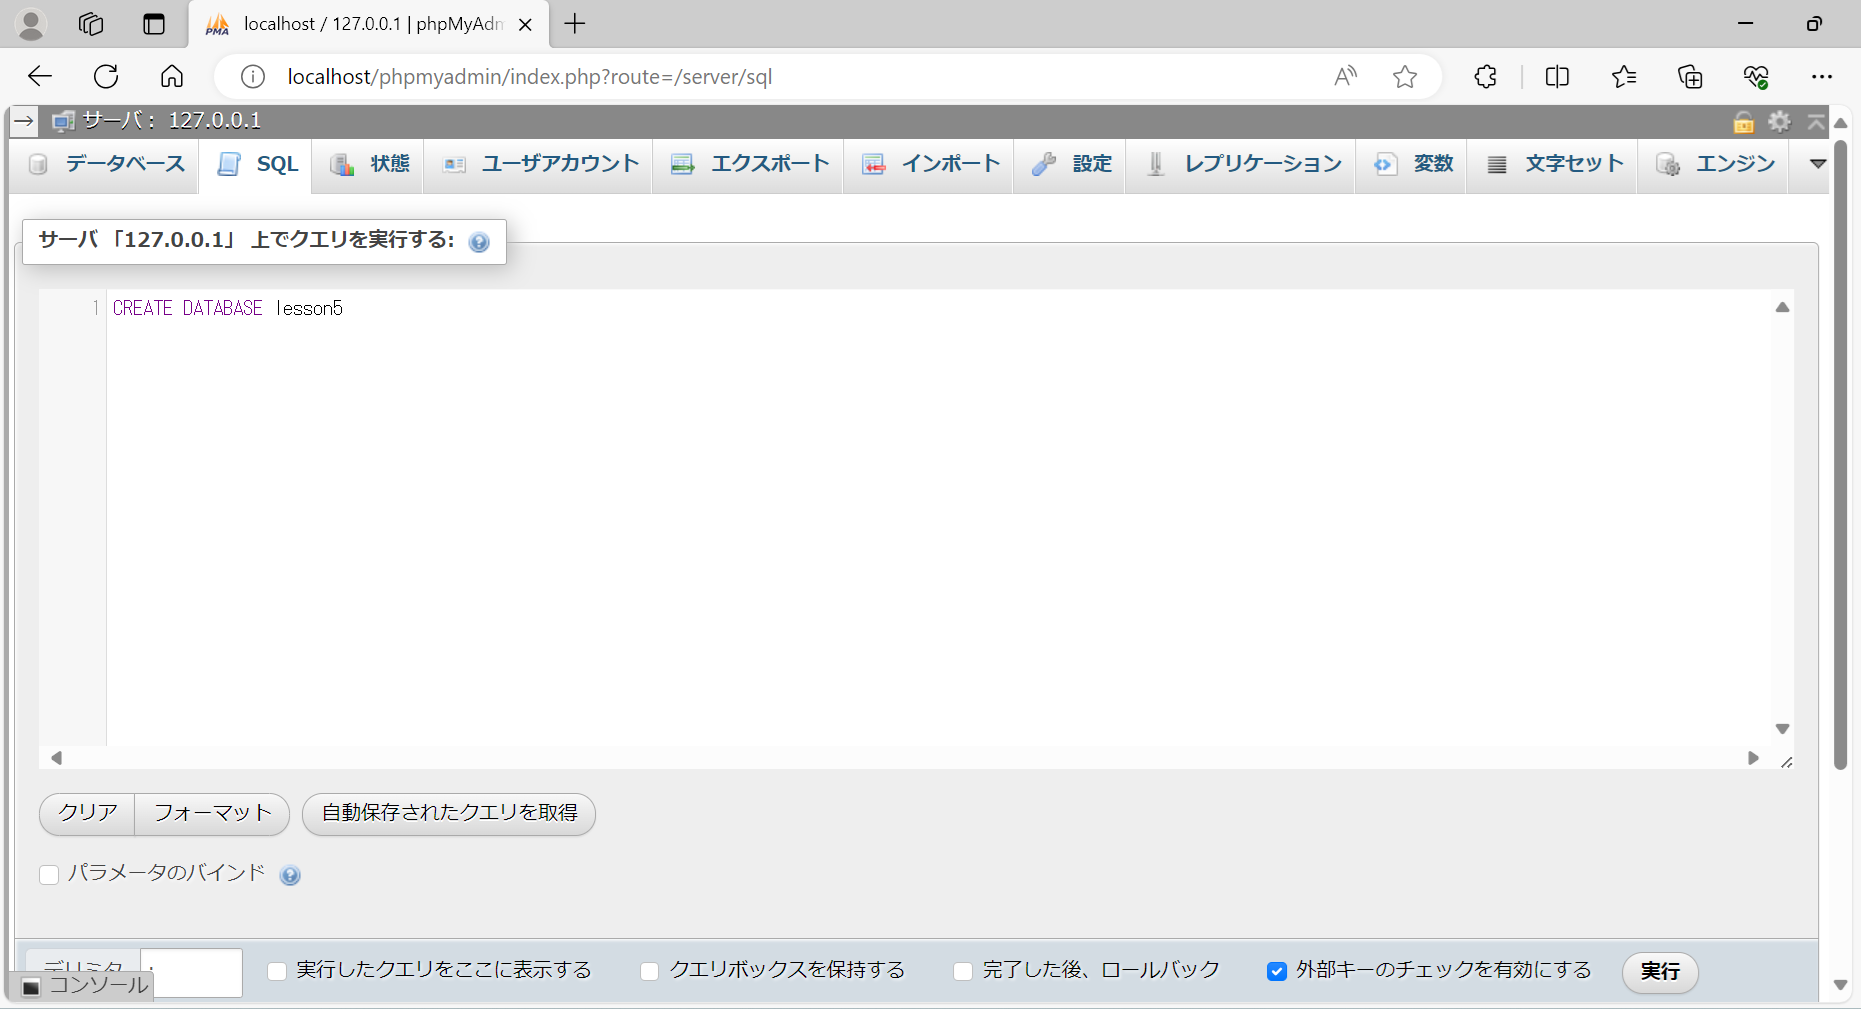 localhost / 127.0.0.1 | phpMyAdm
localhost/phpmyadmin/index.php?route=/server/sql
サーバ： 127.0.0.1
データベース SQL 状態 ユーザアカウント エクスポート インポート 設定 レプリケーション 変数 文字セット エンジン
サーバ 「127.0.0.1」 上でクエリを実行する:
1 CREATE DATABASE lesson5
クリア フォーマット 自動保存されたクエリを取得
パラメータのバインド
デリミタ ; 実行したクエリをここに表示する クエリボックスを保持する 完了した後、ロールバック 外部キーのチェックを有効にする 実行
コンソール